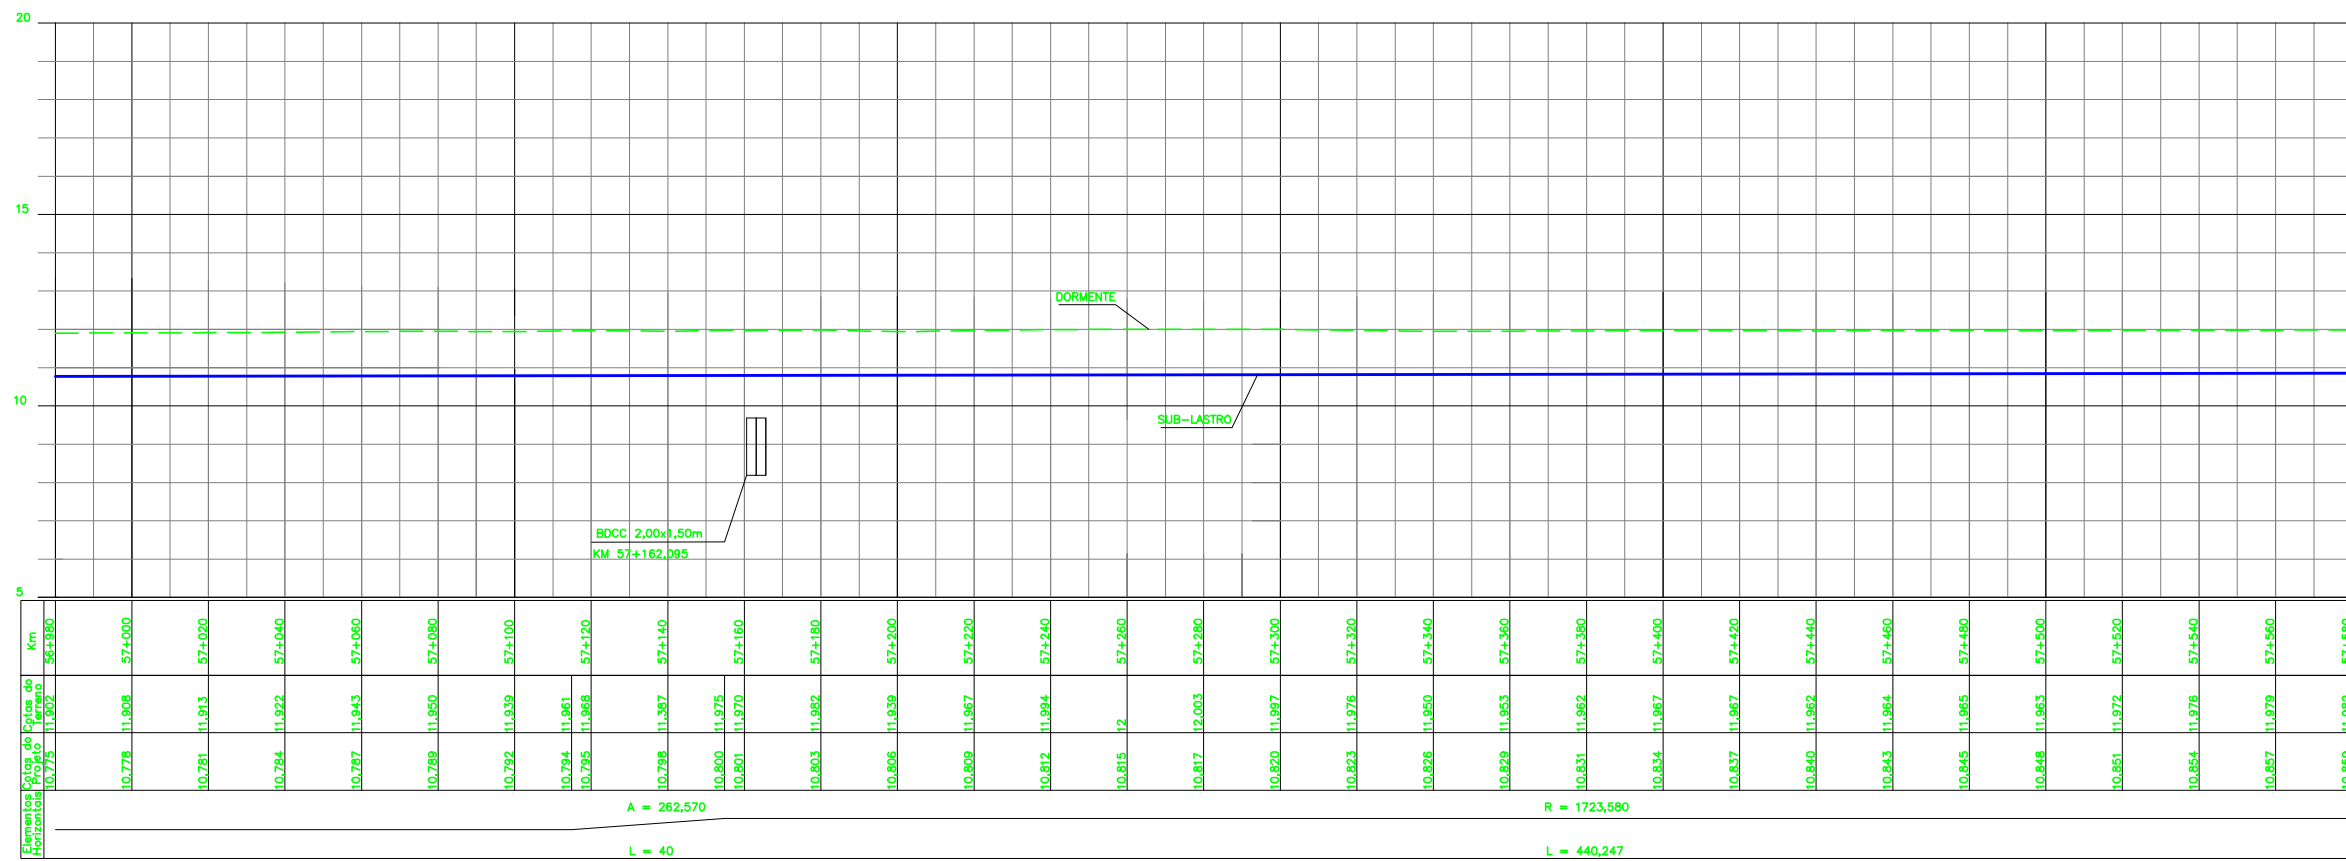 20
15
DORMENTE
10
SUB-LASTRO
BDCC 2,00x1,50m
KM 57+162,095
5
Km 56+980 57+000 57+020 57+040 57+060 57+080 57+100 57+120 57+140 57+160 57+180 57+200 57+220 57+240 57+260 57+280 57+300 57+320 57+340 57+360 57+380 57+400 57+420 57+440 57+460 57+480 57+500 57+520 57+540 57+560 57+580
Cotas do
Terreno
11,902 11,908 11,913 11,922 11,943 11,950 11,939 11,961 11,968 11,387 11,975 11,970 11,982 11,939 11,967 11,994 12 12,003 11,997 11,976 11,950 11,953 11,962 11,967 11,967 11,962 11,964 11,965 11,963 11,972 11,976 11,979
Cotas do
Projeto
10,775 10,778 10,781 10,784 10,787 10,789 10,792 10,794 10,795 10,798 10,800 10,801 10,803 10,806 10,809 10,812 10,815 10,817 10,820 10,823 10,826 10,829 10,831 10,834 10,837 10,840 10,843 10,845 10,848 10,851 10,854 10,857
Elementos
Horizontais
A = 262,570
R = 1723,580
L = 40
L = 440,247